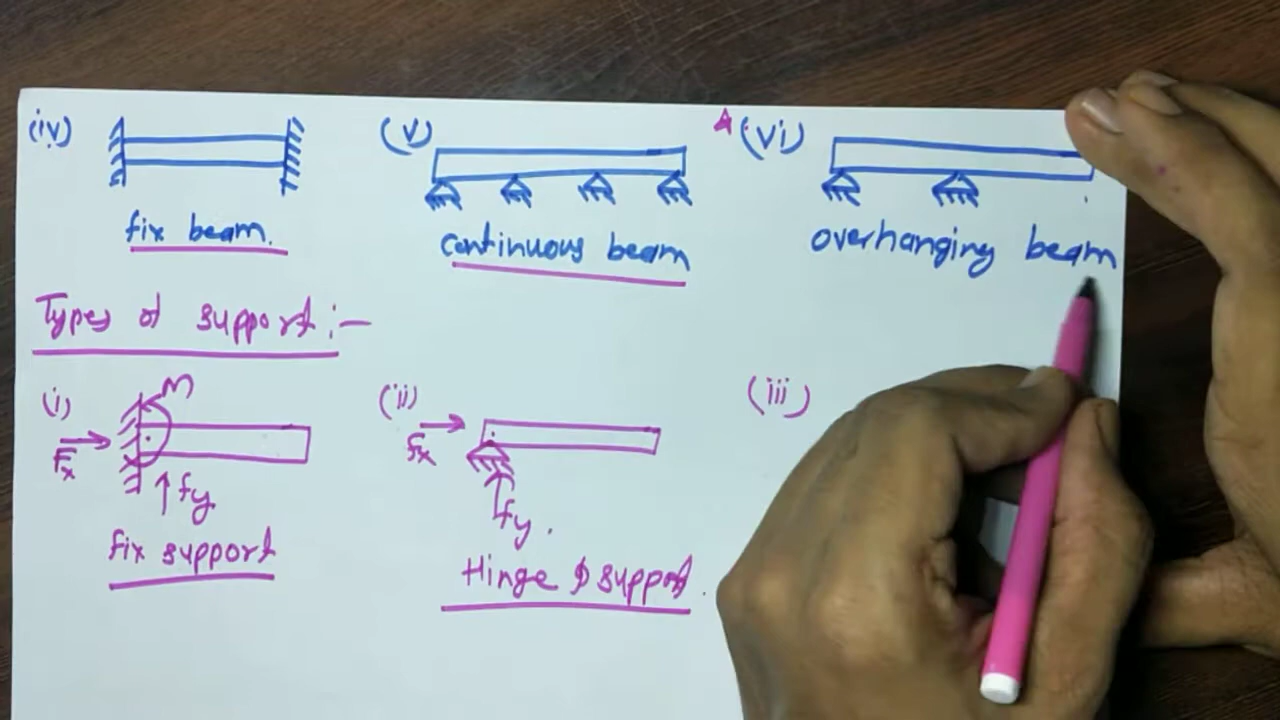 (iv)
fix beam.
(v)
continuous beam
(vi)
overhanging beam
Types of support :-
(i)
M
Fx
fy
fix support
(ii)
fx
fy.
Hinge support.
(iii)